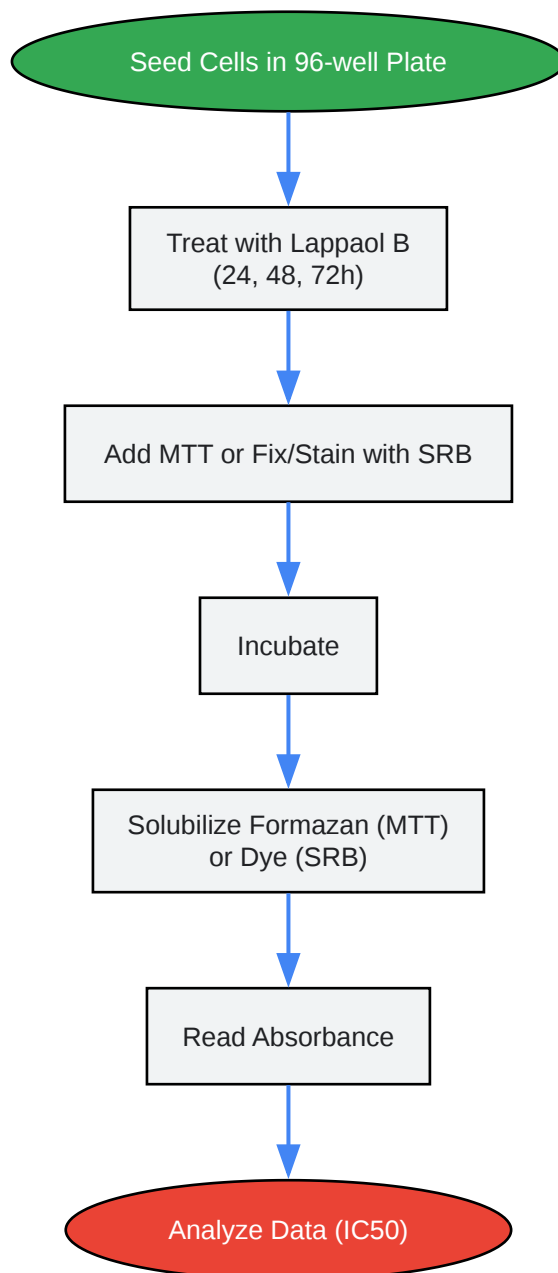 Seed Cells in 96-well Plate
Treat with Lappaol B
(24, 48, 72h)
Add MTT or Fix/Stain with SRB
Incubate
Solubilize Formazan (MTT)
or Dye (SRB)
Read Absorbance
Analyze Data (IC50)